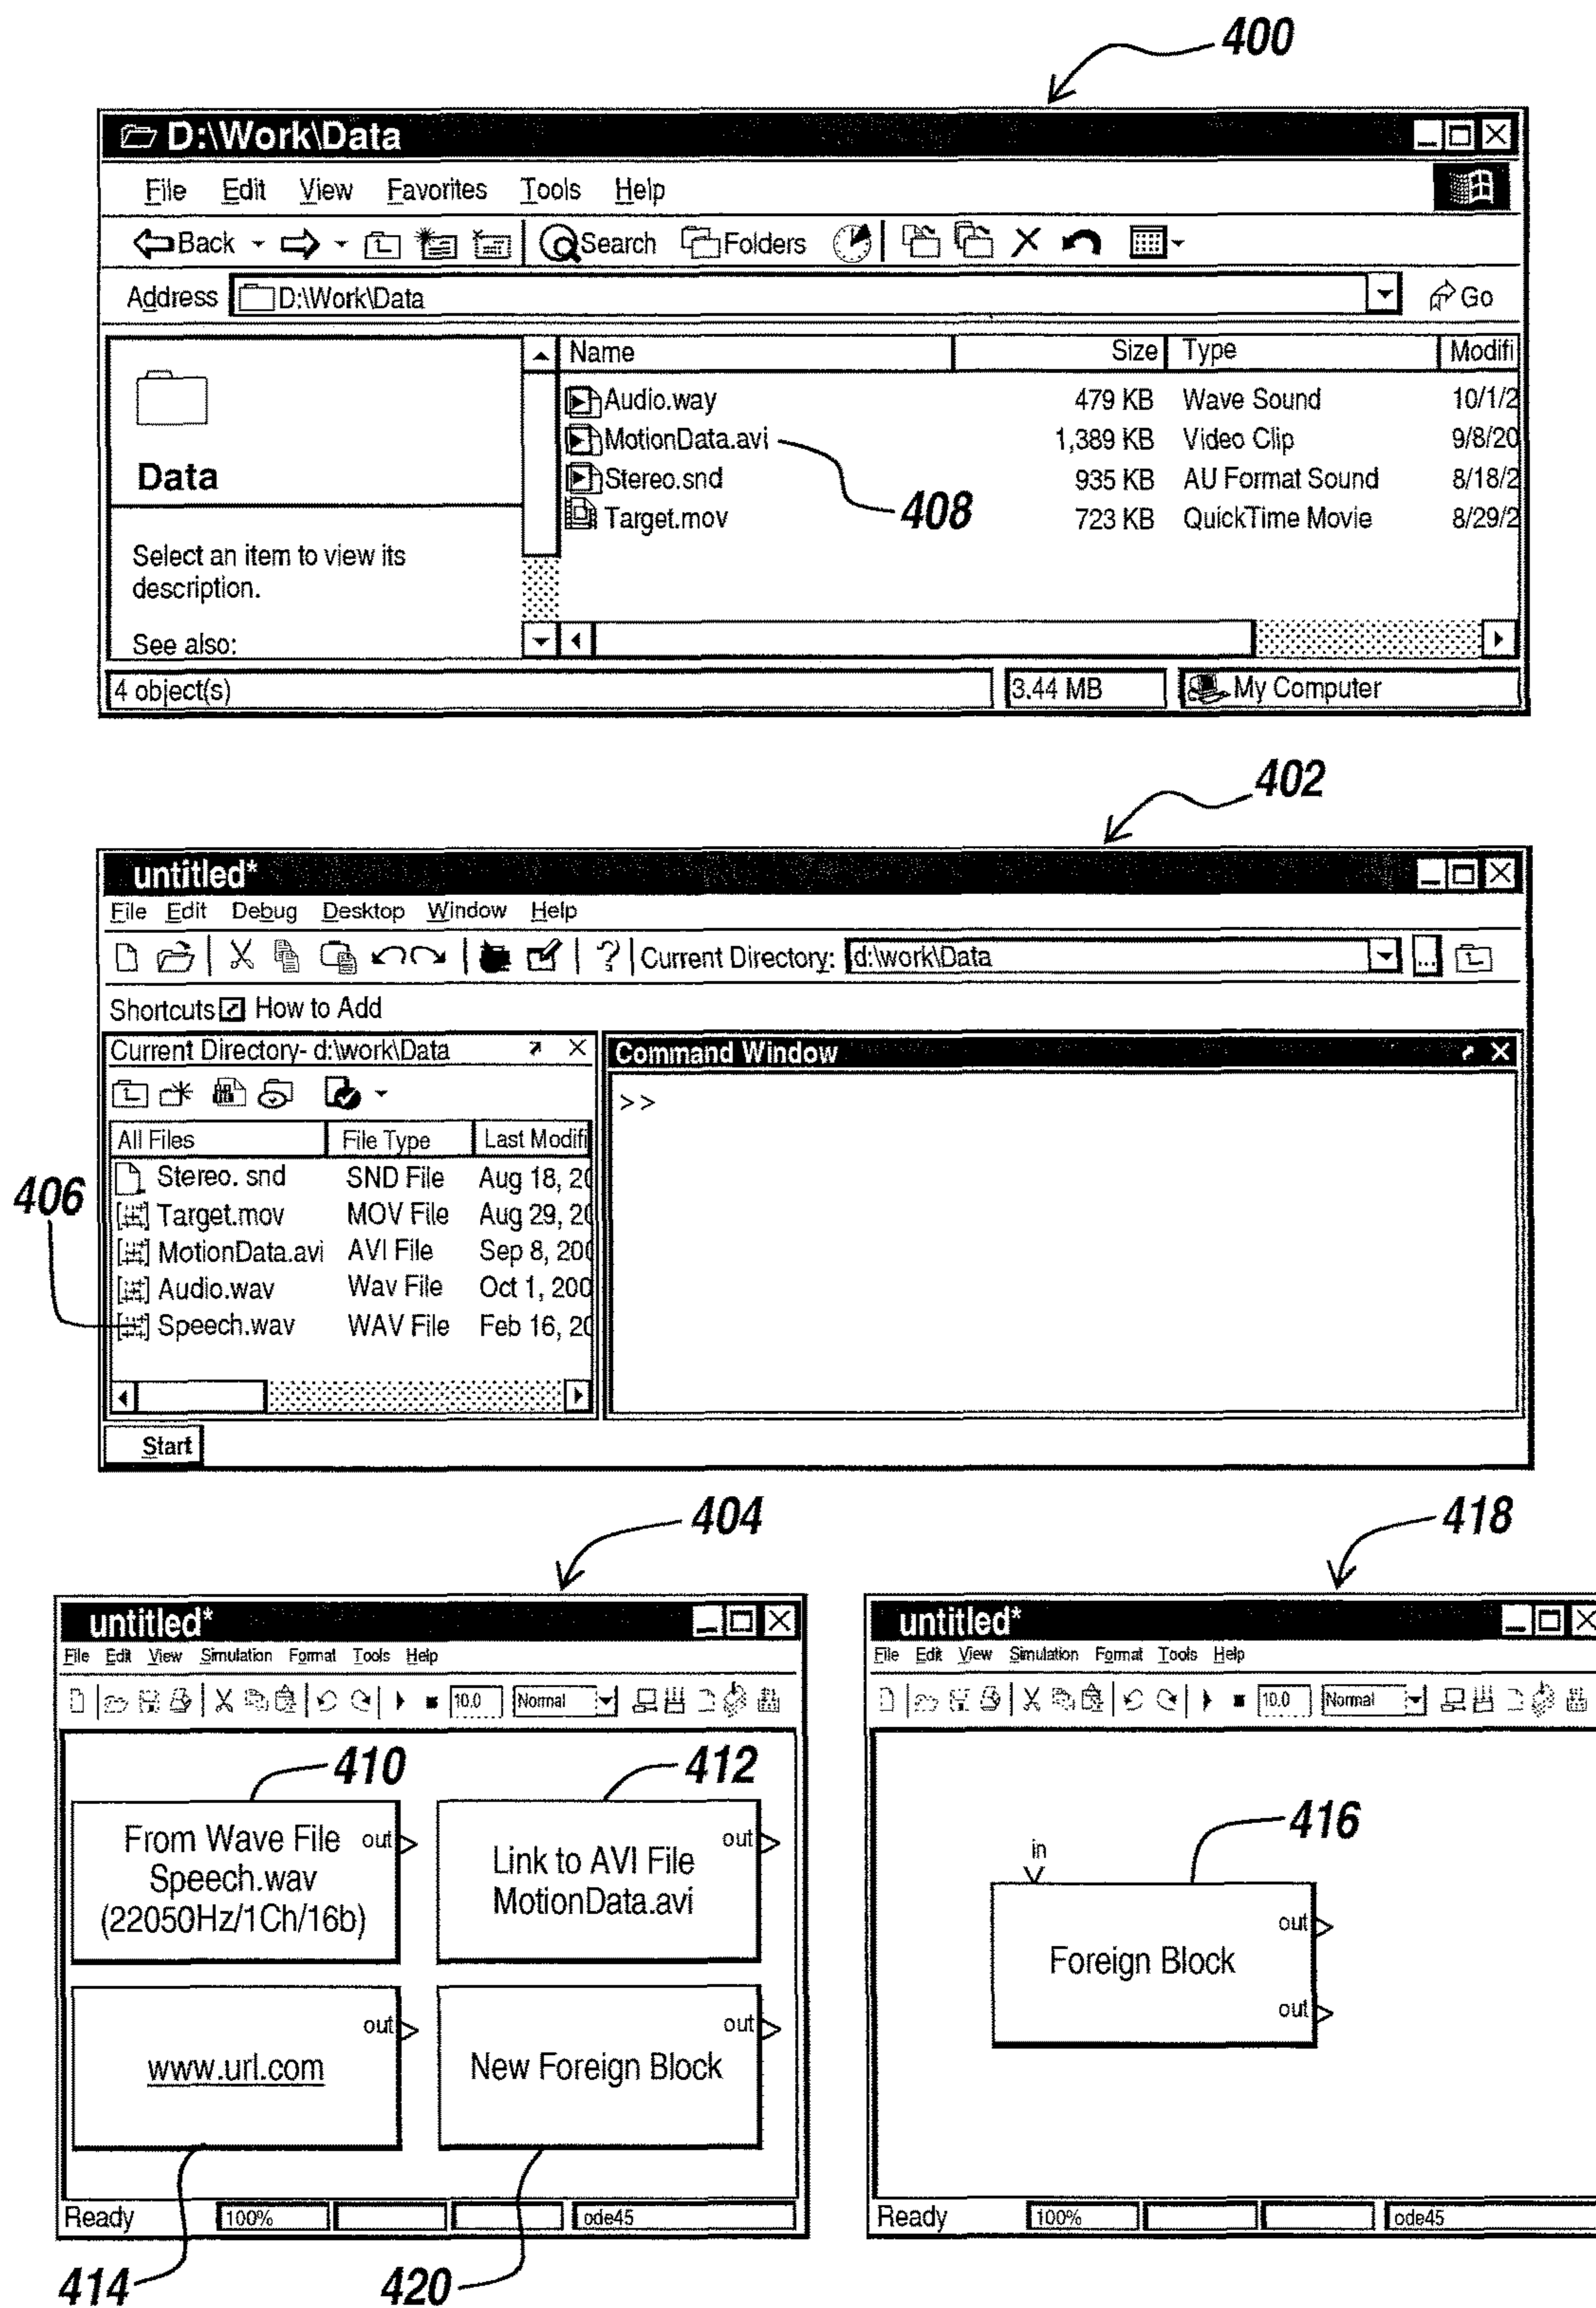 400
D:\Work\Data
File Edit View Favorites Tools Help
Back Search Folders
Address D:\Work\Data Go
Name Size Type Modifi
Data
Select an item to view its
description.
See also:
Audio.way 479 KB Wave Sound 10/1/2
MotionData.avi 1,389 KB Video Clip 9/8/20
Stereo.snd 935 KB AU Format Sound 8/18/2
Target.mov 723 KB QuickTime Movie 8/29/2
408
4 object(s) 3.44 MB My Computer
402
untitled*
File Edit Debug Desktop Window Help
? Current Directory: d:\work\Data ...
Shortcuts How to Add
Current Directory- d:\work\Data
All Files File Type Last Modifi
Stereo. snd SND File Aug 18, 20
Target.mov MOV File Aug 29, 20
MotionData.avi AVI File Sep 8, 200
Audio.wav Wav File Oct 1, 200
Speech.wav WAV File Feb 16, 20
406
Command Window
>>
Start
404
untitled*
File Edit View Simulation Format Tools Help
10.0 Normal
410
From Wave File out
Speech.wav
(22050Hz/1Ch/16b)
412
out
Link to AVI File
MotionData.avi
out
www.url.com
out
New Foreign Block
Ready 100% ode45
414
420
418
untitled*
File Edit View Simulation Format Tools Help
10.0 Normal
416
in
out
Foreign Block
out
Ready 100% ode45